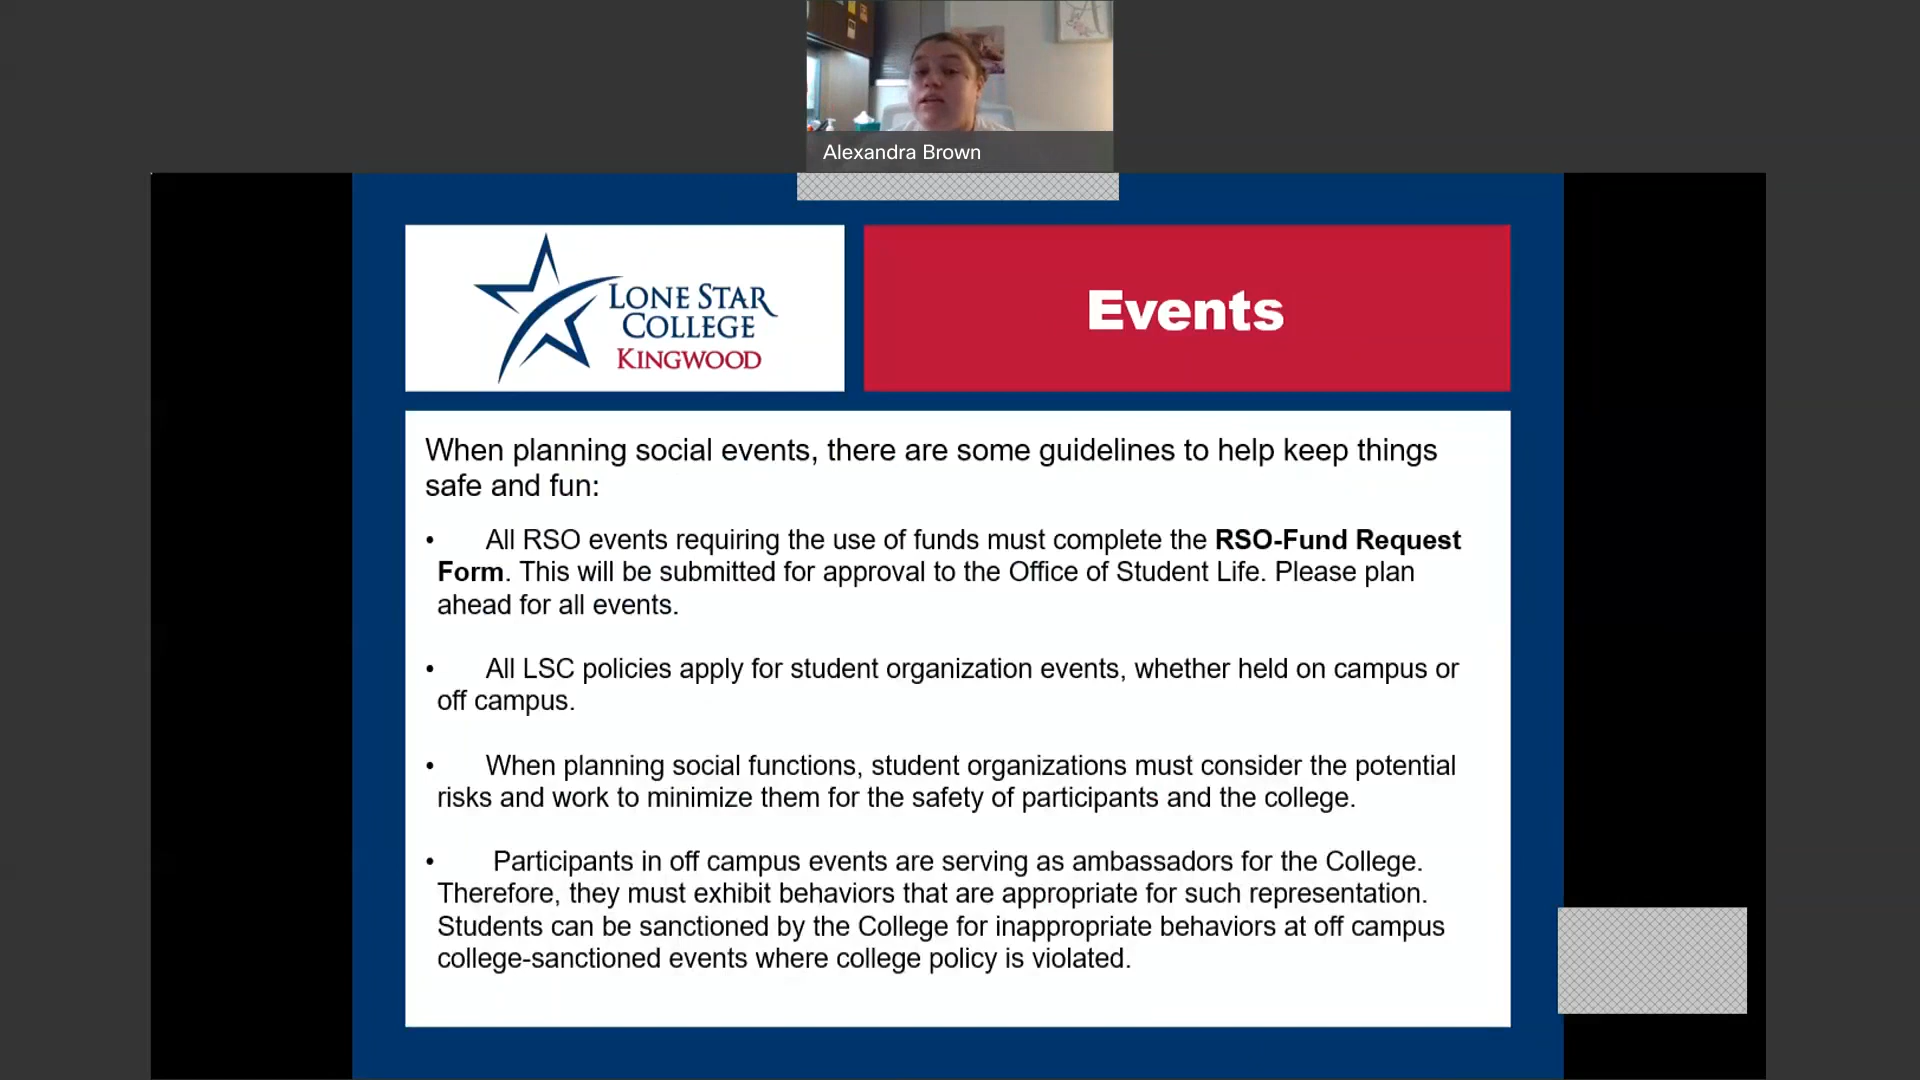 Alexandra Brown
LONE STAR
COLLEGE
KINGWOOD
Events
When planning social events, there are some guidelines to help keep things
safe and fun:
• All RSO events requiring the use of funds must complete the RSO-Fund Request
Form. This will be submitted for approval to the Office of Student Life. Please plan
ahead for all events.
• All LSC policies apply for student organization events, whether held on campus or
off campus.
• When planning social functions, student organizations must consider the potential
risks and work to minimize them for the safety of participants and the college.
• Participants in off campus events are serving as ambassadors for the College.
Therefore, they must exhibit behaviors that are appropriate for such representation.
Students can be sanctioned by the College for inappropriate behaviors at off campus
college-sanctioned events where college policy is violated.